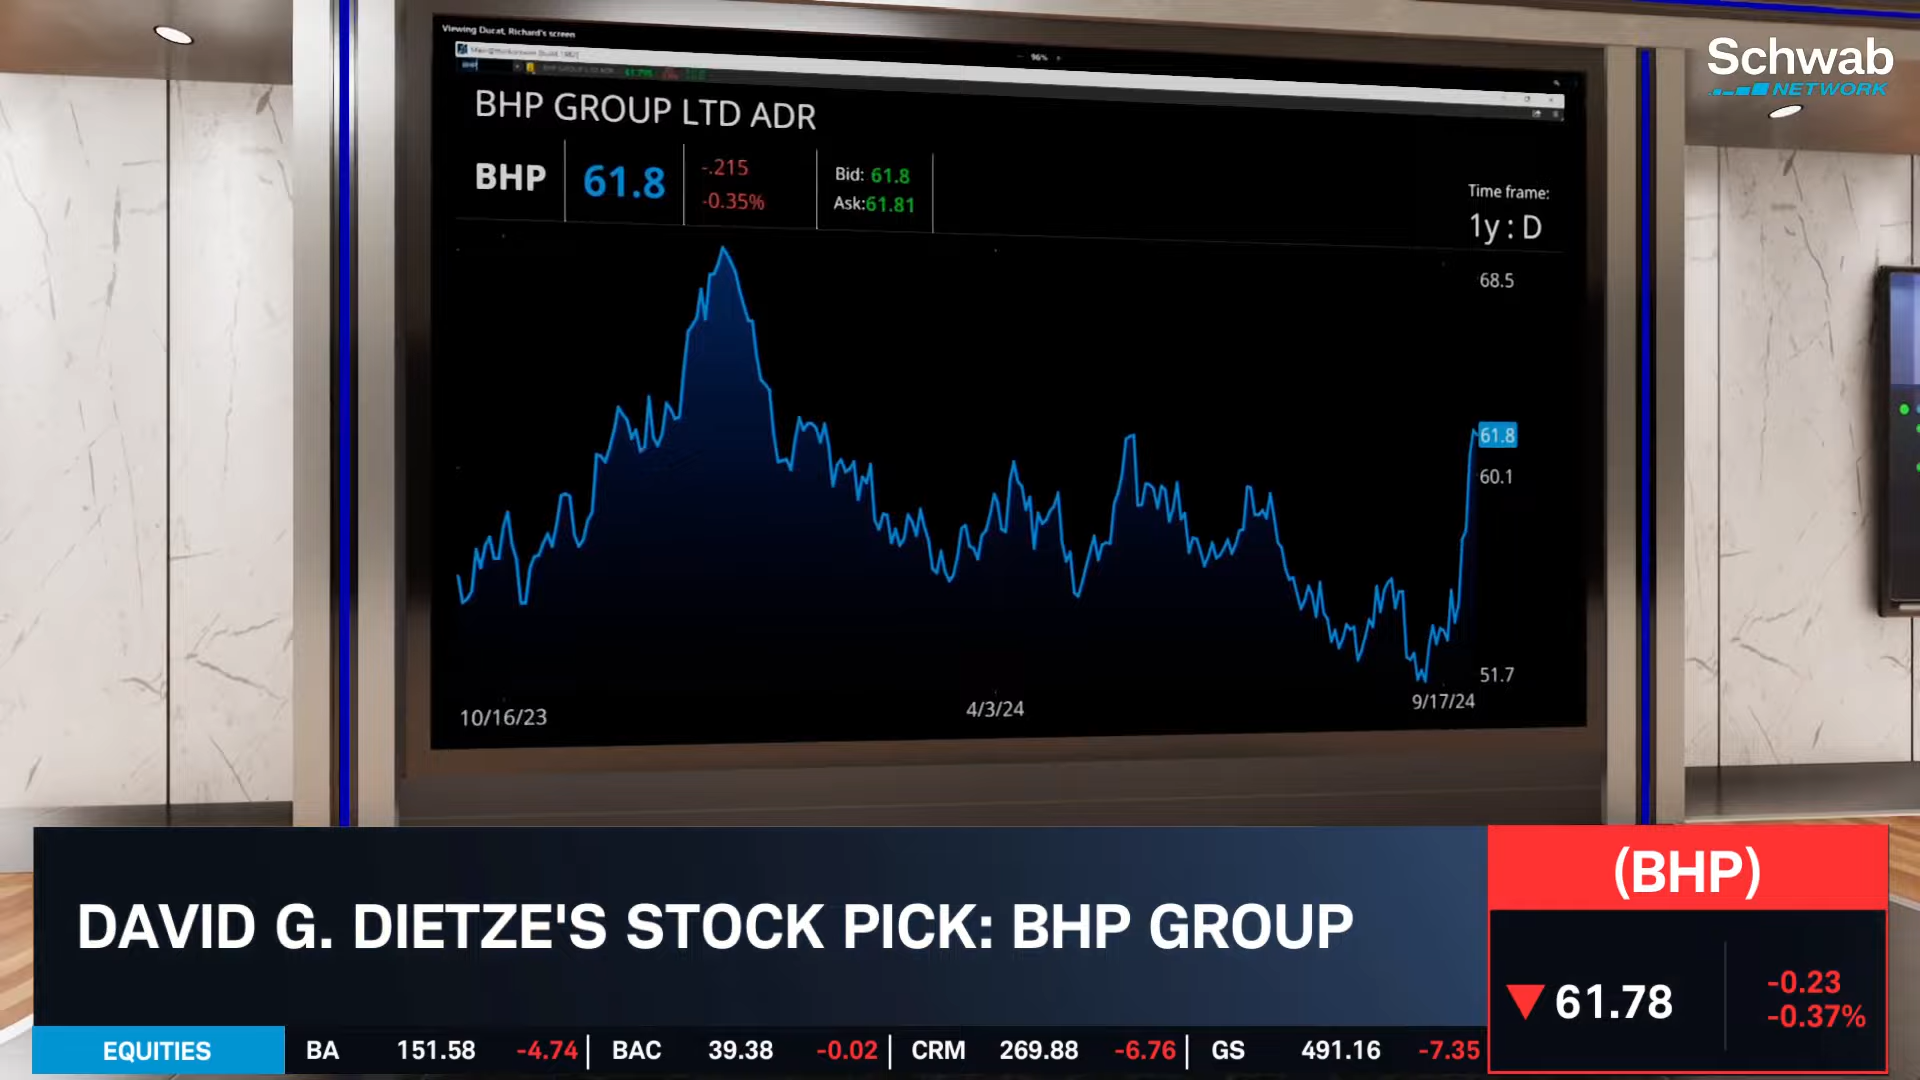 Viewing Ducat, Richard's screen
96%
BHP
Schwab
NETWORK
BHP GROUP LTD ADR
BHP
61.8
-.215
-0.35%
Bid: 61.8
Ask:61.81
Time frame:
1y : D
68.5
61.8
60.1
51.7
10/16/23
4/3/24
9/17/24
DAVID G. DIETZE'S STOCK PICK: BHP GROUP
(BHP)
61.78
-0.23
-0.37%
EQUITIES BA 151.58 -4.74 BAC 39.38 -0.02 CRM 269.88 -6.76 GS 491.16 -7.35